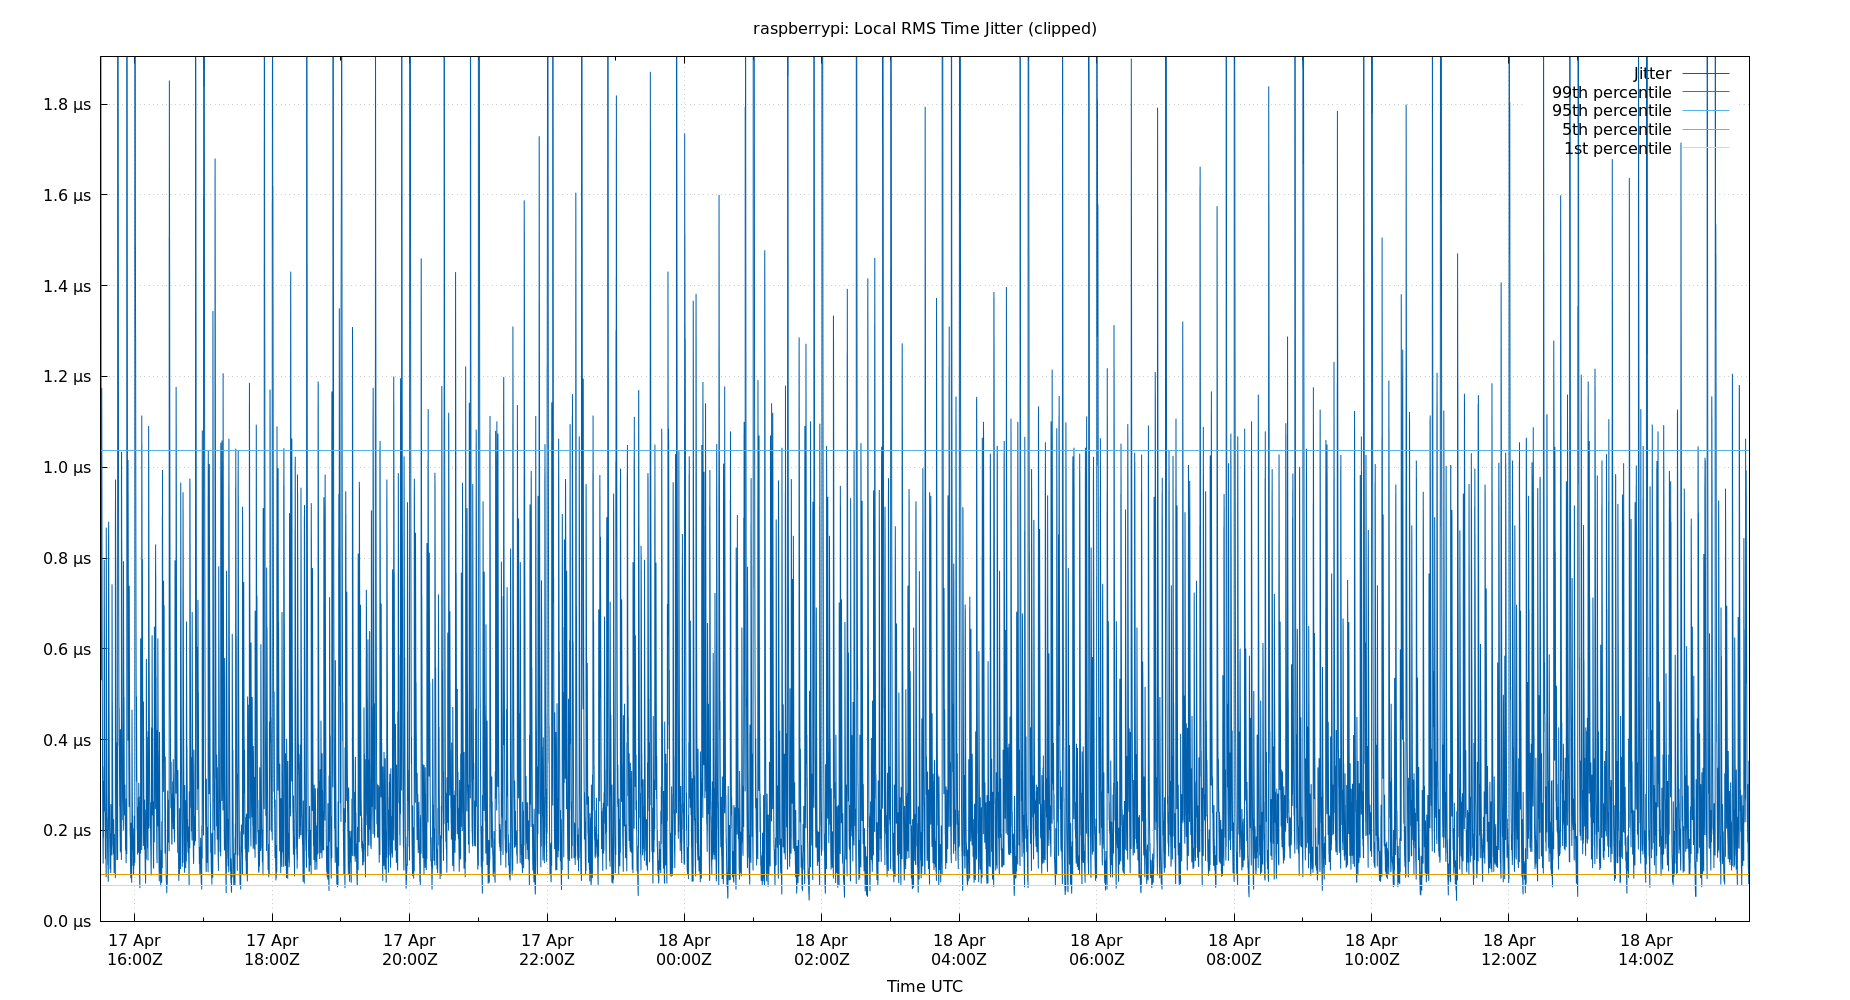 raspberrypi: Local RMS Time Jitter (clipped)
Jitter
99th percentile
95th percentile
5th percentile
1st percentile
1.8 µs
1.6 µs
1.4 µs
1.2 µs
1.0 µs
0.8 µs
0.6 µs
0.4 µs
0.2 µs
0.0 µs
17 Apr 17 Apr 17 Apr 17 Apr 18 Apr 18 Apr 18 Apr 18 Apr 18 Apr 18 Apr 18 Apr 18 Apr
16:00Z 18:00Z 20:00Z 22:00Z 00:00Z 02:00Z 04:00Z 06:00Z 08:00Z 10:00Z 12:00Z 14:00Z
Time UTC